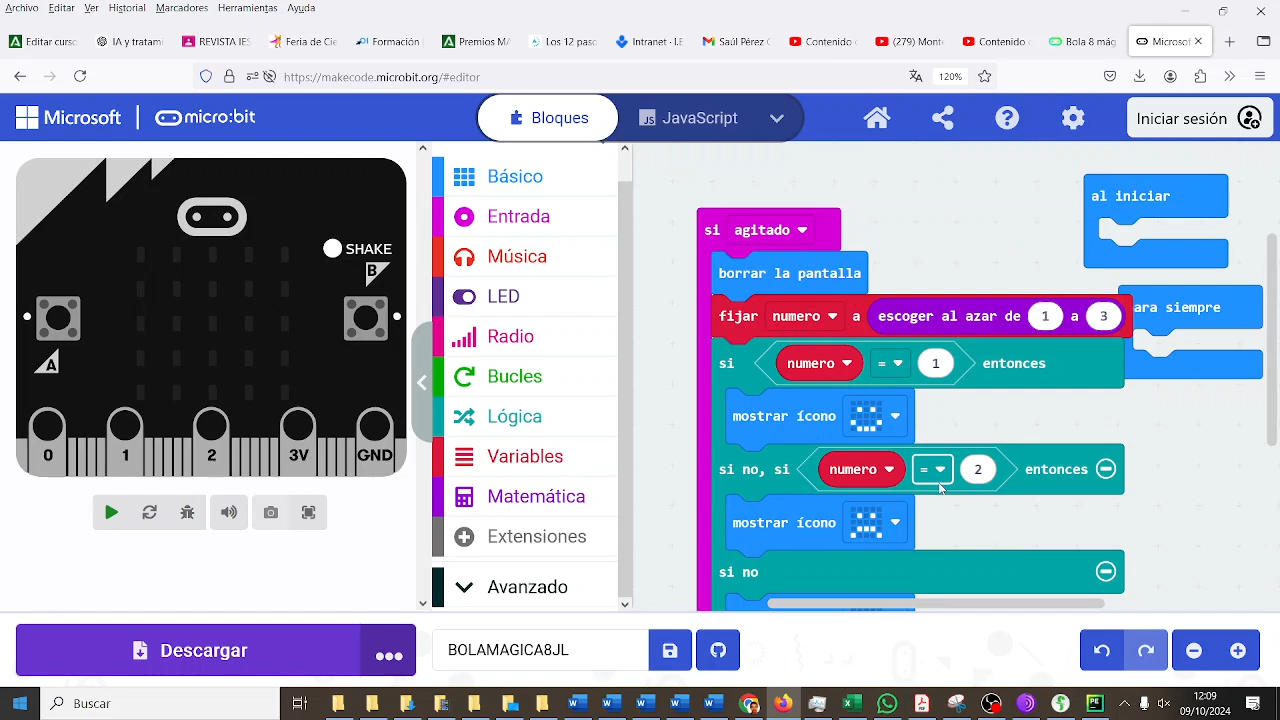 Archivo Editar Ver Historial Marcadores Herramientas Ayuda
Editar curso
IA y tratami
REVISTA IES
Feria de Cie
Formación
Premios M
Los 12 paso
Intranet - I.E
Saúl Pérez
Contenido
(279) Mont
Contenido
Bola 8 mág
Microsof
https://makecode.microbit.org/#editor
120%
Microsoft
micro:bit
Bloques
JavaScript
Iniciar sesión
SHAKE
B
A
0 1 2 3V GND
Básico
Entrada
Música
LED
Radio
Bucles
Lógica
Variables
Matemática
Extensiones
Avanzado
al iniciar
ara siempre
si agitado
borrar la pantalla
fijar numero a escoger al azar de 1 a 3
si numero = 1 entonces
mostrar ícono
si no, si numero = 2 entonces
mostrar ícono
si no
Descargar
BOLAMAGICA8JL
Buscar
12:09
09/10/2024